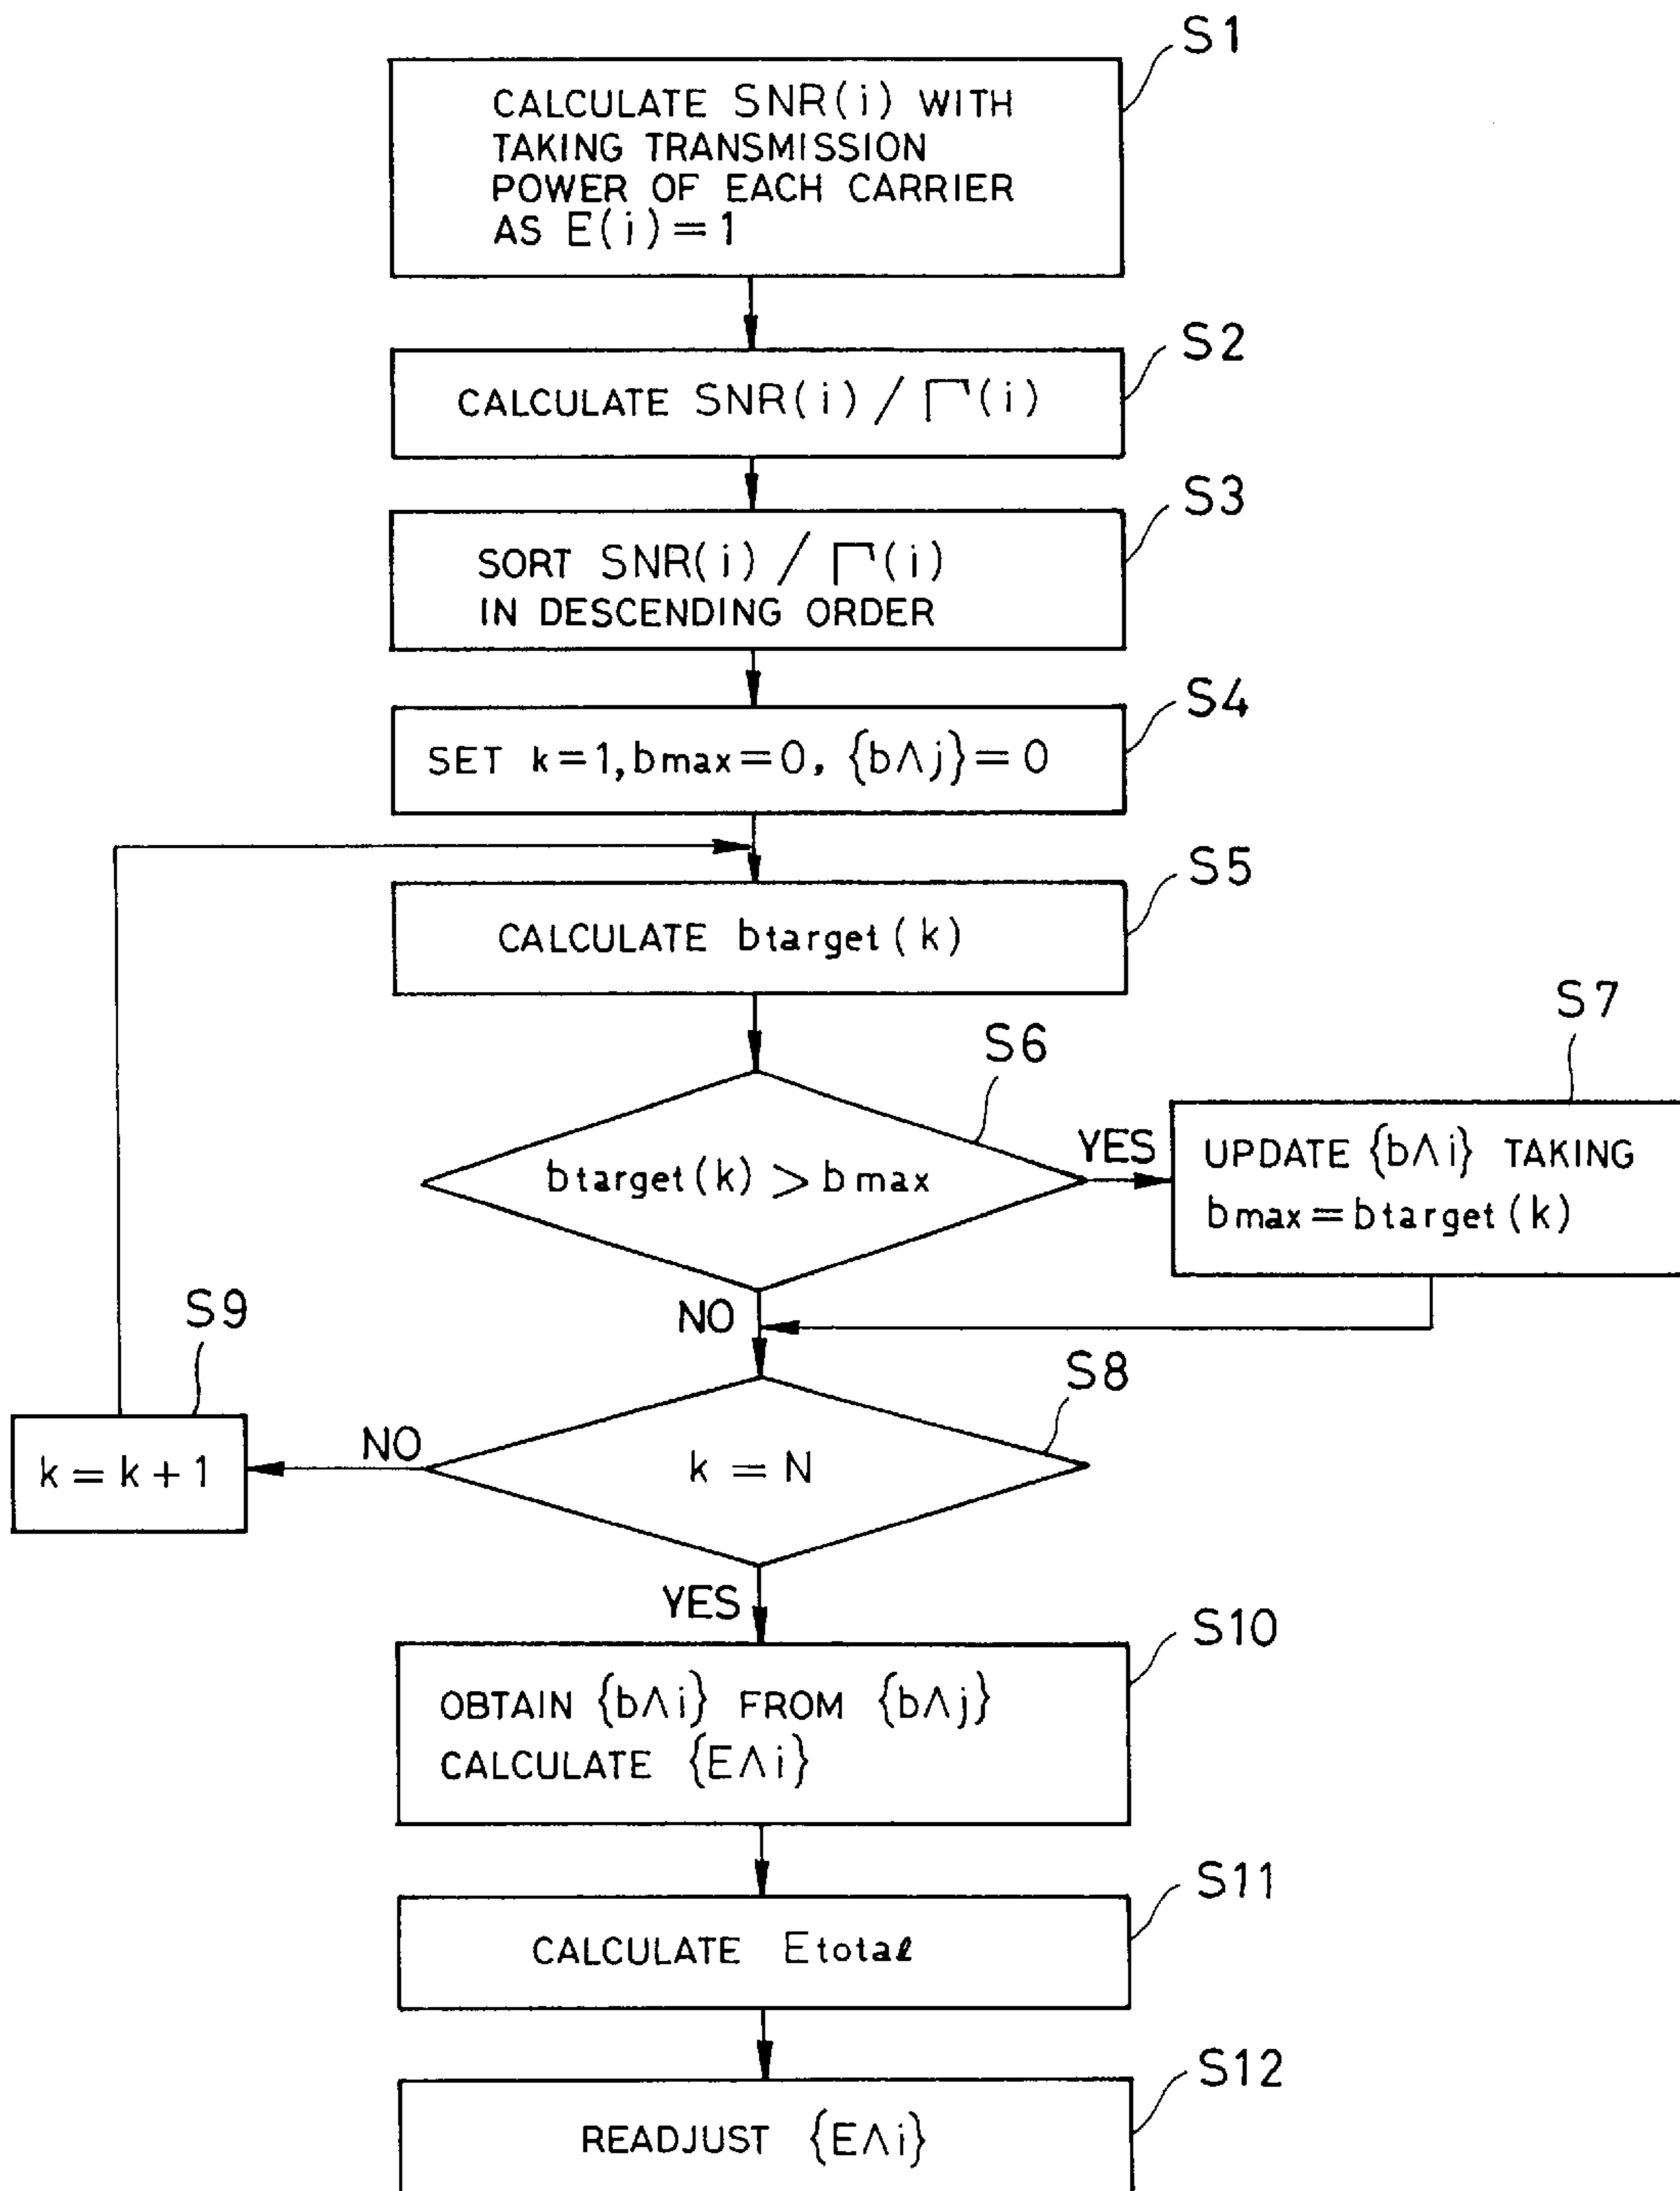 S1
CALCULATE SNR(i) WITH
TAKING TRANSMISSION
POWER OF EACH CARRIER
AS E(i)=1
S2
CALCULATE SNR(i)/Γ(i)
S3
SORT SNR(i)/Γ(i)
IN DESCENDING ORDER
S4
SET k=1,bmax=0, {b∧j}=0
S5
CALCULATE btarget(k)
S6
btarget(k)>bmax
YES
S7
UPDATE {b∧i} TAKING
bmax=btarget(k)
NO
S8
k = N
NO
S9
k=k+1
YES
S10
OBTAIN {b∧i} FROM {b∧j}
CALCULATE {E∧i}
S11
CALCULATE Etotal
S12
READJUST {E∧i}